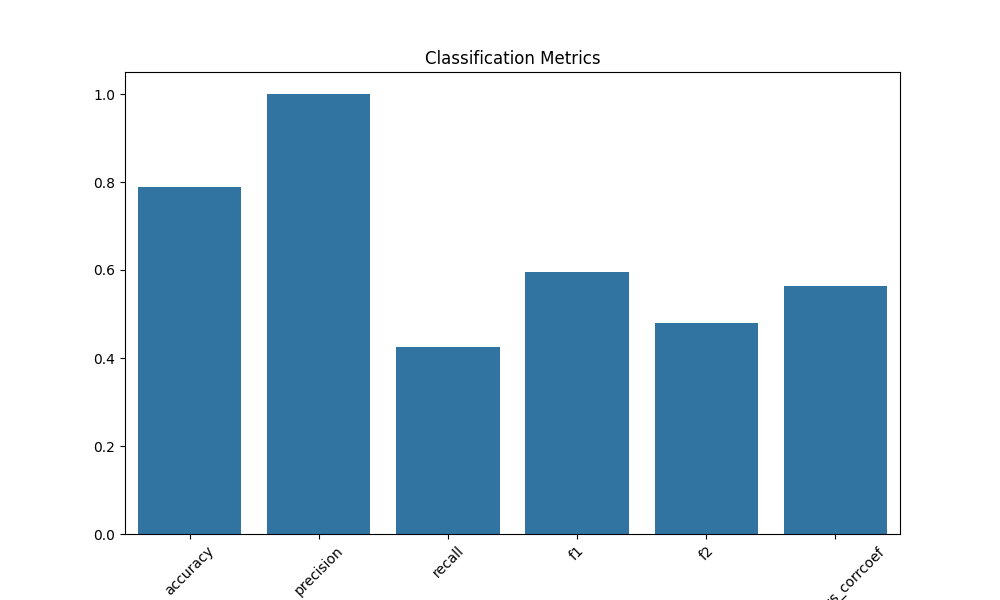 Classification Metrics
1.0
0.8
0.6
0.4
0.2
0.0
accuracy
precision
recall
f1
f2
s_corrcoef